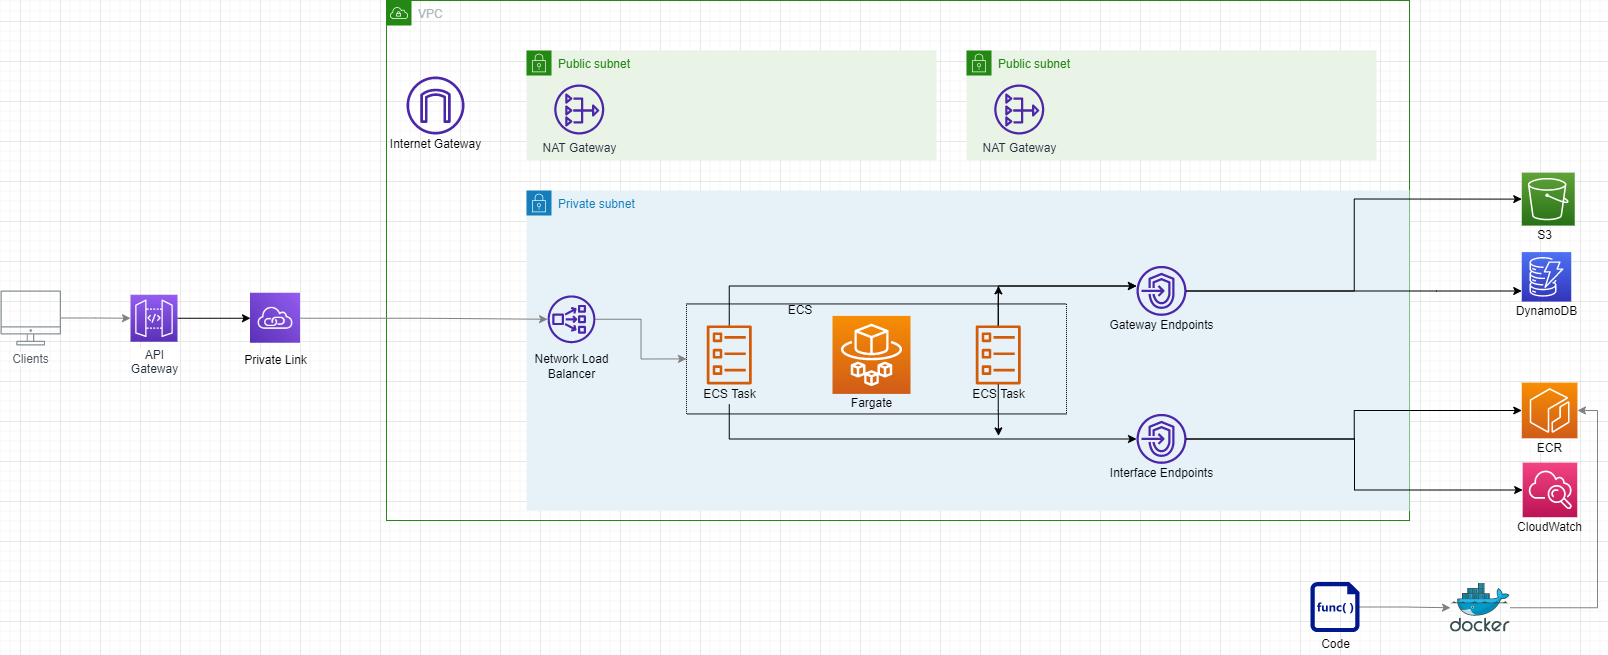 VPC
Public subnet
Public subnet
Internet Gateway
NAT Gateway
NAT Gateway
Private subnet
S3
DynamoDB
Clients
API
Gateway
Private Link
Network Load
Balancer
ECS
ECS Task
Fargate
ECS Task
Gateway Endpoints
Interface Endpoints
ECR
CloudWatch
func( )
Code
docker